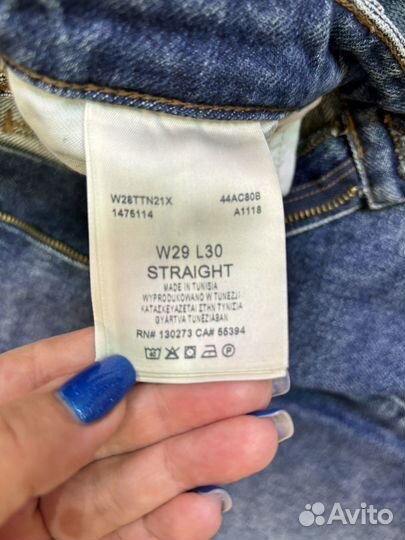 W28TTN21X 44AC80B
1475114 A1118
W29 L30
STRAIGHT
MADE IN TUNISIA
WYPRODUKOWANO W TUNEZJI
ΚΑΤΑΣΚΕΥΑΖΕΤΑΙ ΣΤΗΝ ΤΥΝΗΣΙΑ
GYÁRTVA TUNÉZIÁBAN
RN# 130273 CA# 55394
Avito